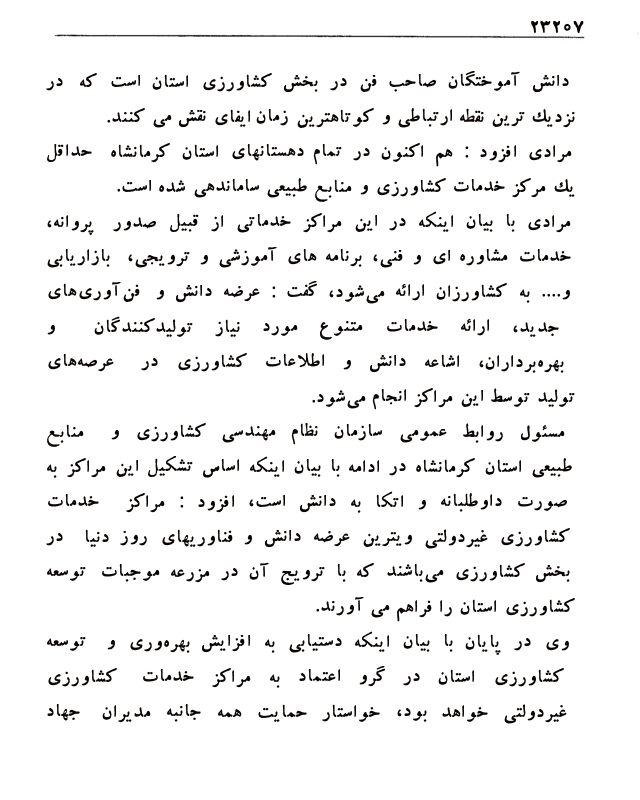 ۲۳۲۰۷
دانش آموختگان صاحب فن در بخش کشاورزی استان است که در
نزدیك ترین نقطه ارتباطی و کوتاهترین زمان ایفای نقش می کنند.
مرادی افزود : هم اکنون در تمام دهستانهای استان کرمانشاه حداقل
یك مرکز خدمات کشاورزی و منابع طبیعی ساماندهی شده است.
مرادی با بیان اینکه در این مراکز خدماتی از قبیل صدور پروانه،
خدمات مشاوره ای و فنی، برنامه های آموزشی و ترویجی، بازاریابی
و.... به کشاورزان ارائه می‌شود، گفت : عرضه دانش و فن‌آوری‌های
جدید، ارائه خدمات متنوع مورد نیاز تولیدکنندگان و
بهره‌برداران، اشاعه دانش و اطلاعات کشاورزی در عرصه‌های
تولید توسط این مراکز انجام می‌شود.
مسئول روابط عمومی سازمان نظام مهندسی کشاورزی و منابع
طبیعی استان کرمانشاه در ادامه با بیان اینکه اساس تشکیل این مراکز به
صورت داوطلبانه و اتکا به دانش است، افزود : مراکز خدمات
کشاورزی غیردولتی ویترین عرضه دانش و فناوریهای روز دنیا در
بخش کشاورزی می‌باشند که با ترویج آن در مزرعه موجبات توسعه
کشاورزی استان را فراهم می آورند.
وی در پایان با بیان اینکه دستیابی به افزایش بهره‌وری و توسعه
کشاورزی استان در گرو اعتماد به مراکز خدمات کشاورزی
غیردولتی خواهد بود، خواستار حمایت همه جانبه مدیران جهاد